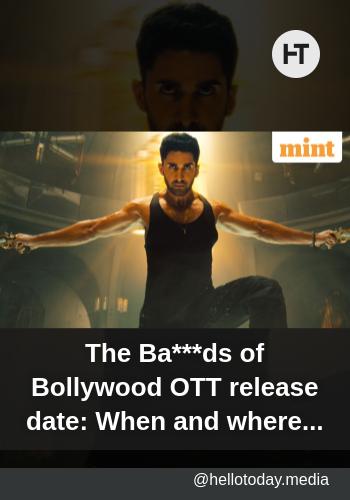 HT
mint
The Ba***ds of
Bollywood OTT release
date: When and where...
@hellotoday.media